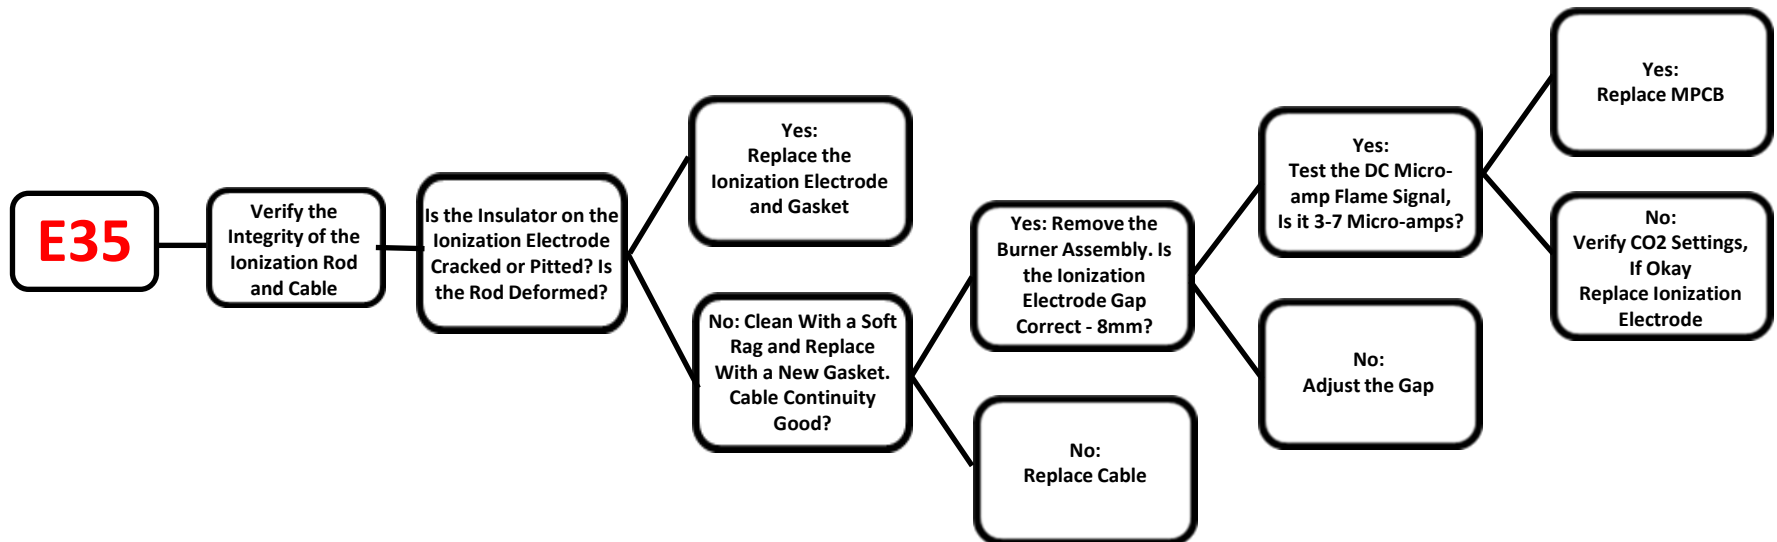 E35
Verify the
Integrity of the
Ionization Rod
and Cable
Is the Insulator on the
Ionization Electrode
Cracked or Pitted? Is
the Rod Deformed?
Yes:
Replace the
Ionization Electrode
and Gasket
No: Clean With a Soft
Rag and Replace
With a New Gasket.
Cable Continuity
Good?
Yes: Remove the
Burner Assembly. Is
the Ionization
Electrode Gap
Correct - 8mm?
No:
Replace Cable
Yes:
Test the DC Micro-
amp Flame Signal,
Is it 3-7 Micro-amps?
No:
Adjust the Gap
Yes:
Replace MPCB
No:
Verify CO2 Settings,
If Okay
Replace Ionization
Electrode